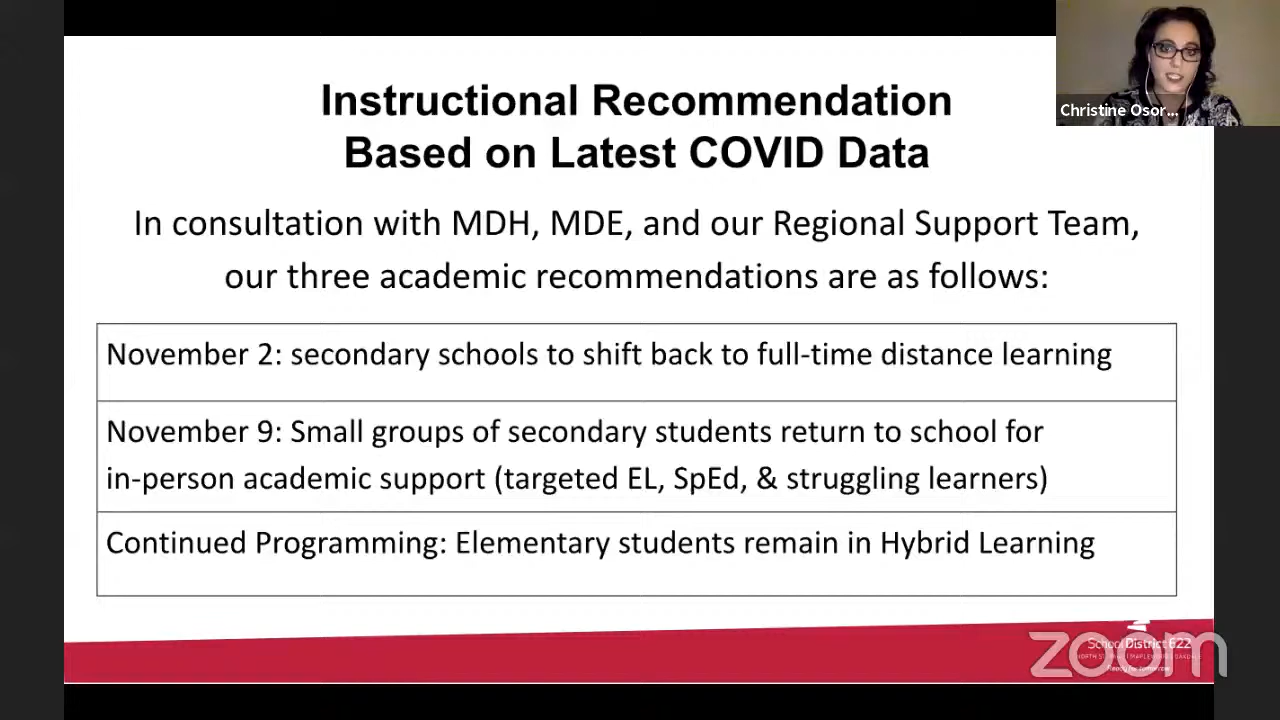 Instructional Recommendation
Based on Latest COVID Data
Christine Osor...
In consultation with MDH, MDE, and our Regional Support Team,
our three academic recommendations are as follows:
November 2: secondary schools to shift back to full-time distance learning
November 9: Small groups of secondary students return to school for
in-person academic support (targeted EL, SpEd, & struggling learners)
Continued Programming: Elementary students remain in Hybrid Learning
School District 622
zoom